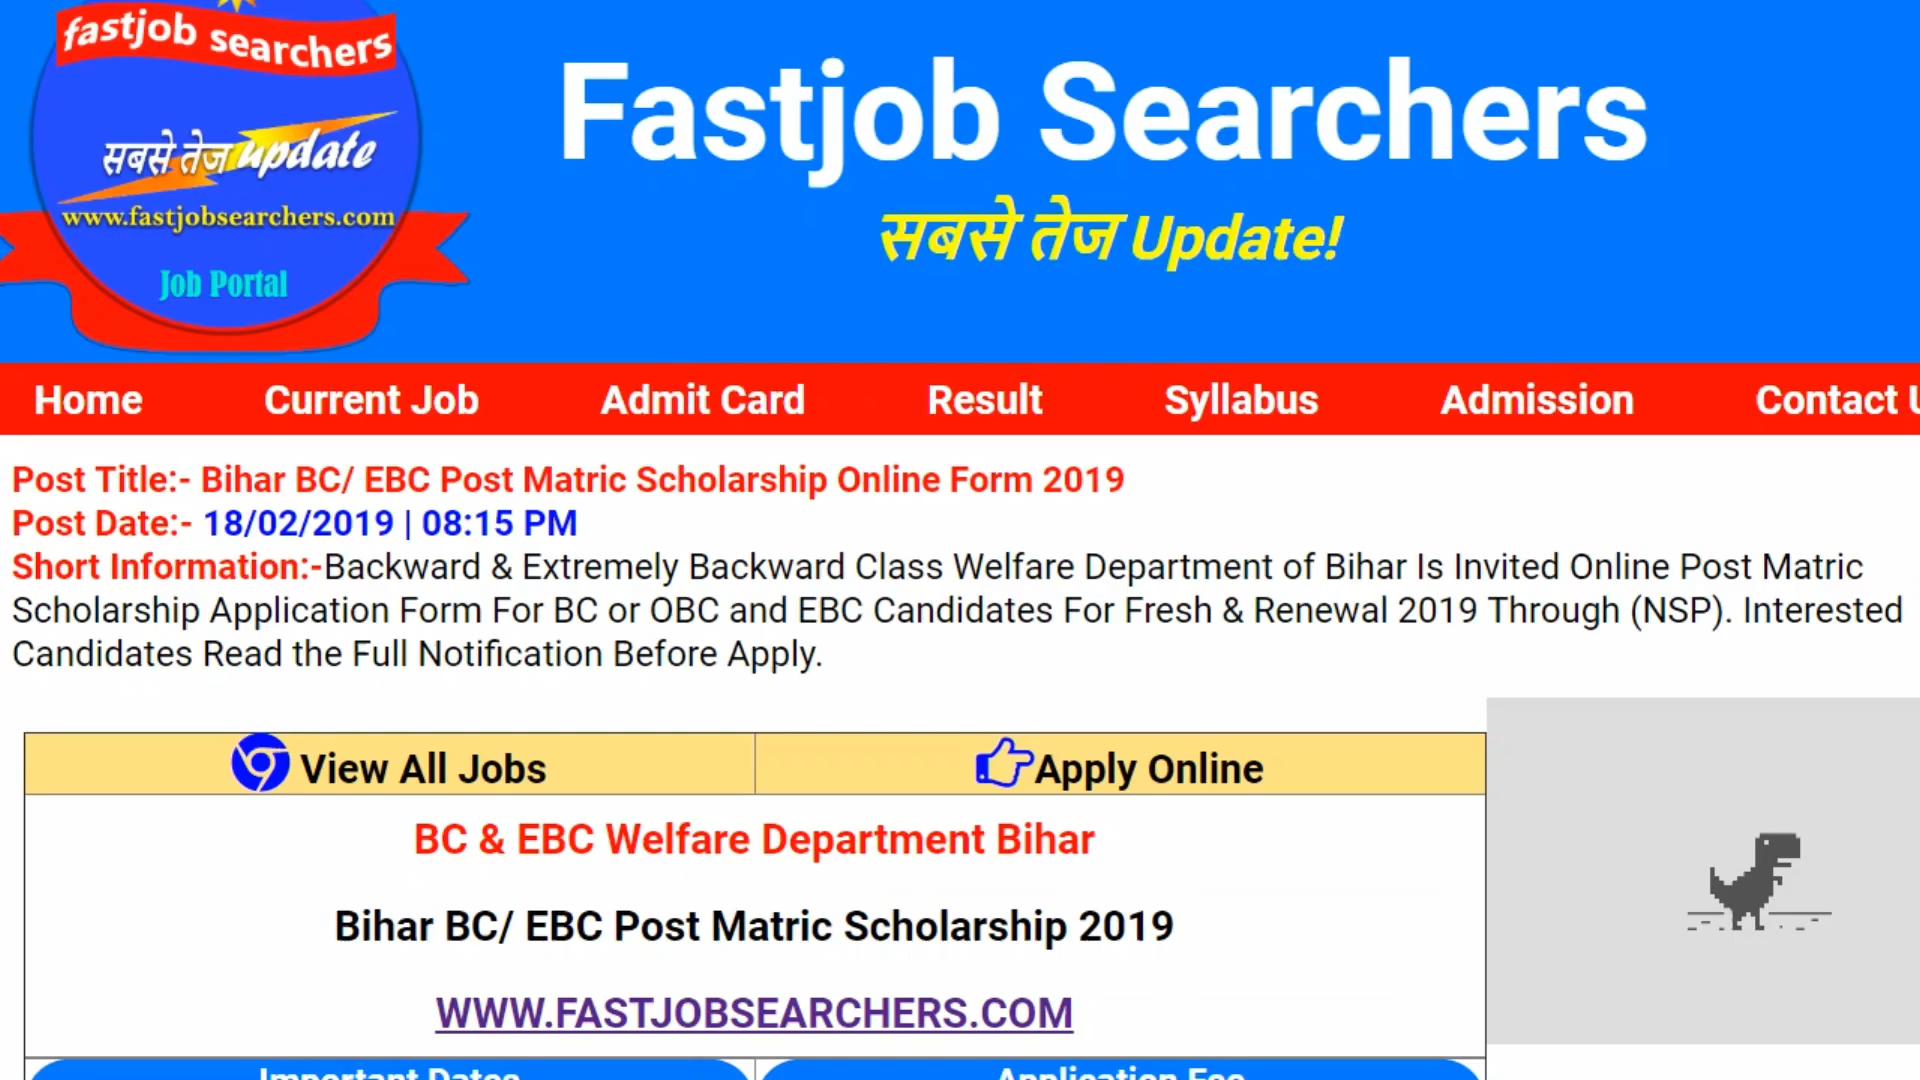 fastjob searchers
सबसे तेज update
www.fastjobsearchers.com
Job Portal
Fastjob Searchers
सबसे तेज Update!
Home Current Job Admit Card Result Syllabus Admission Contact U
Post Title:- Bihar BC/ EBC Post Matric Scholarship Online Form 2019
Post Date:- 18/02/2019 | 08:15 PM
Short Information:-Backward & Extremely Backward Class Welfare Department of Bihar Is Invited Online Post Matric
Scholarship Application Form For BC or OBC and EBC Candidates For Fresh & Renewal 2019 Through (NSP). Interested
Candidates Read the Full Notification Before Apply.
View All Jobs Apply Online
BC & EBC Welfare Department Bihar
Bihar BC/ EBC Post Matric Scholarship 2019
WWW.FASTJOBSEARCHERS.COM
Important Dates Application Fee